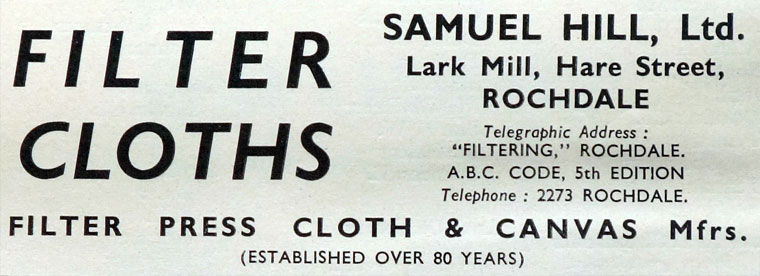 FILTER
CLOTHS
SAMUEL HILL, Ltd.
Lark Mill, Hare Street,
ROCHDALE
Telegraphic Address :
"FILTERING," ROCHDALE.
A.B.C. CODE, 5th EDITION
Telephone : 2273 ROCHDALE.
FILTER PRESS CLOTH & CANVAS Mfrs.
(ESTABLISHED OVER 80 YEARS)